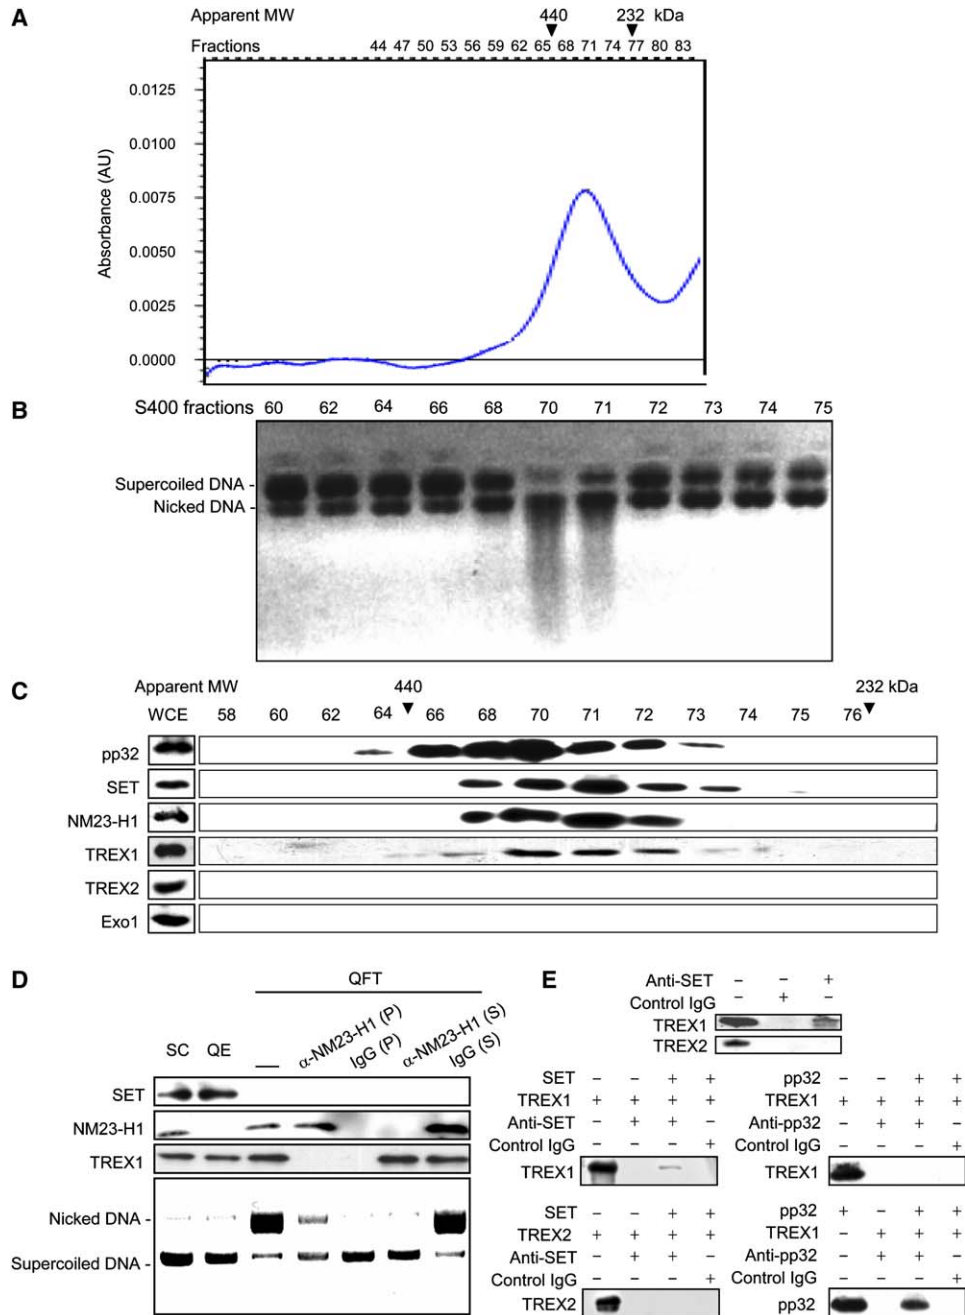 A
Apparent MW 440 232 kDa
Fractions 44 47 50 53 56 59 62 65 68 71 74 77 80 83
0.0125
0.0100
0.0075
0.0050
0.0025
0.0000
Absorbance (AU)
B
S400 fractions 60 62 64 66 68 70 71 72 73 74 75
Supercoiled DNA -
Nicked DNA -
C
Apparent MW 440 232 kDa
WCE 58 60 62 64 66 68 70 71 72 73 74 75 76
pp32
SET
NM23-H1
TREX1
TREX2
Exo1
D
QFT
SC QE — α-NM23-H1 (P) IgG (P) α-NM23-H1 (S) IgG (S)
SET
NM23-H1
TREX1
Nicked DNA -
Supercoiled DNA -
E
Anti-SET – – +
Control IgG – + –
TREX1
TREX2
SET – – + +
TREX1 + + + +
Anti-SET – + + –
Control IgG – – – +
TREX1
pp32 – – + +
TREX1 + + + +
Anti-pp32 – + + –
Control IgG – – – +
TREX1
SET – – + +
TREX2 + + + +
Anti-SET – + + –
Control IgG – – – +
TREX2
pp32 + – + +
TREX1 – + + +
Anti-pp32 – + + –
Control IgG – – – +
pp32